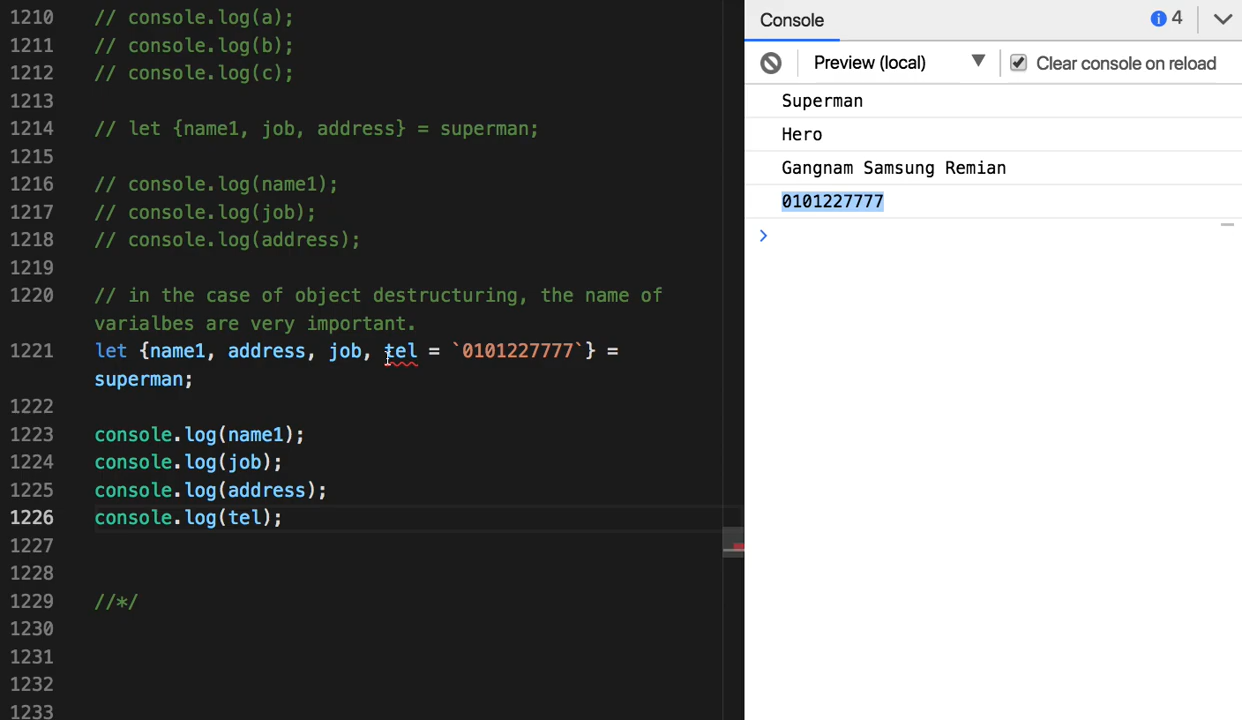 1210 // console.log(a);
1211 // console.log(b);
1212 // console.log(c);
1213
1214 // let {name1, job, address} = superman;
1215
1216 // console.log(name1);
1217 // console.log(job);
1218 // console.log(address);
1219
1220 // in the case of object destructuring, the name of
varialbes are very important.
1221 let {name1, address, job, tel = `0101227777`} =
superman;
1222
1223 console.log(name1);
1224 console.log(job);
1225 console.log(address);
1226 console.log(tel);
1227
1228
1229 //*/
1230
1231
1232
1233
Console 4
Preview (local) Clear console on reload
Superman
Hero
Gangnam Samsung Remian
0101227777